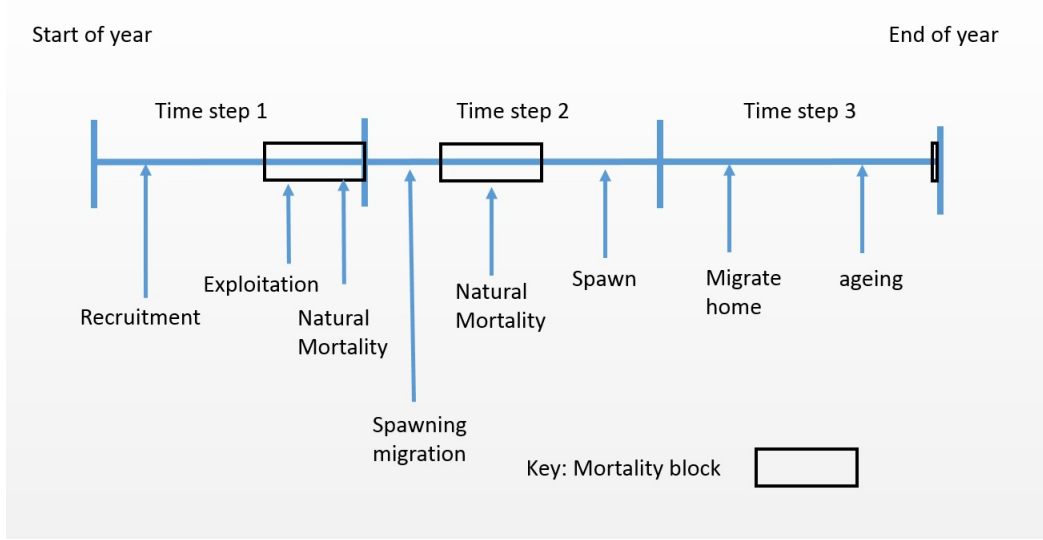 Start of year
End of year
Time step 1
Time step 2
Time step 3
Exploitation
Recruitment
Natural
Mortality
Spawning
migration
Natural
Mortality
Spawn
Migrate
home
ageing
Key: Mortality block